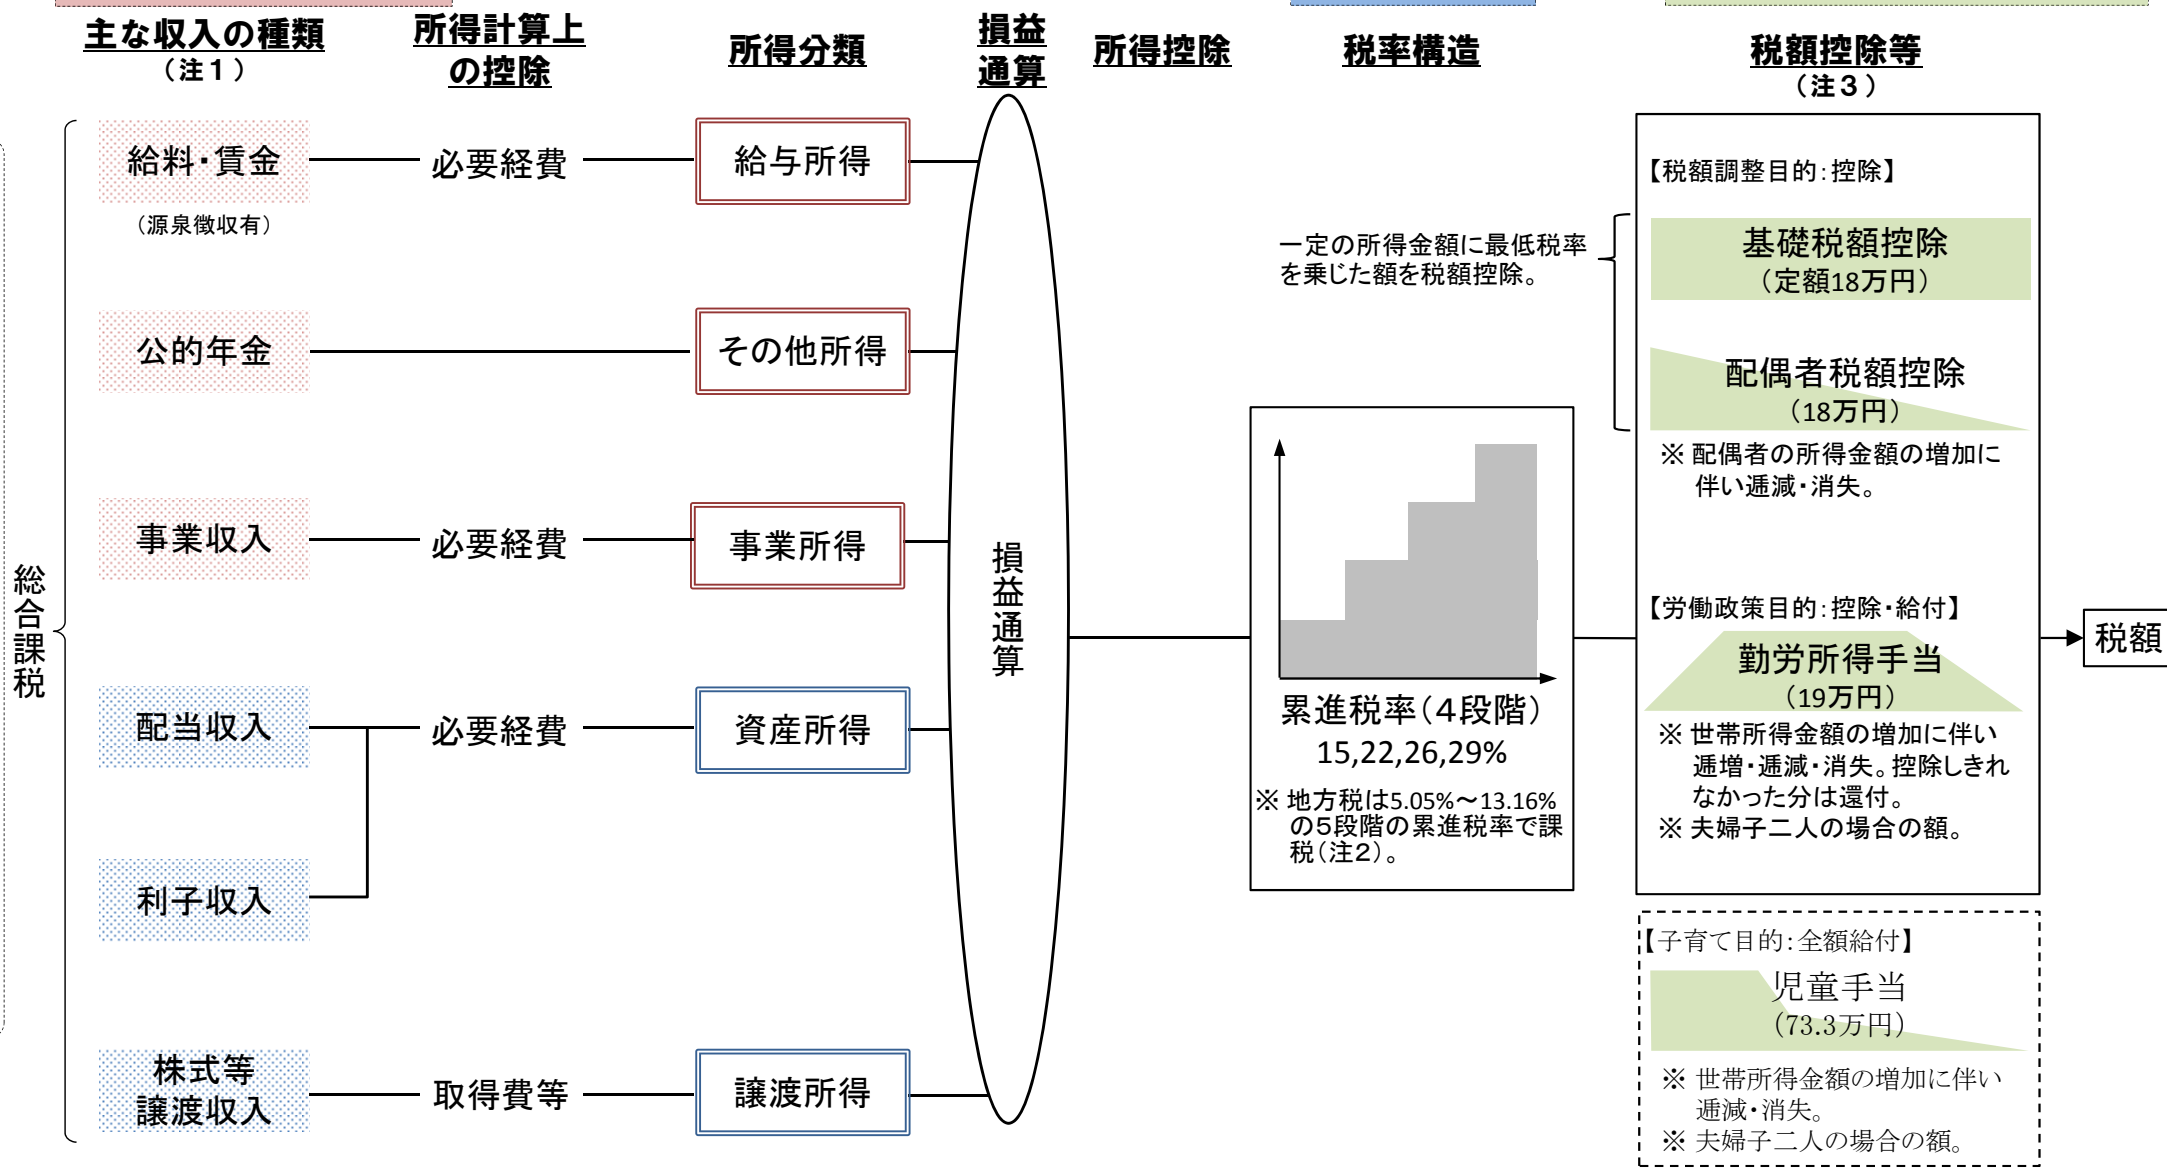 主な収入の種類
（注１）
所得計算上
の控除
所得分類
損益
通算
所得控除
税率構造
税額控除等
（注３）
総合課税
給料・賃金
（源泉徴収有）
必要経費
給与所得
公的年金
その他所得
事業収入
必要経費
事業所得
配当収入
必要経費
資産所得
利子収入
株式等
譲渡収入
取得費等
譲渡所得
損益通算
累進税率（４段階）
15,22,26,29%
※ 地方税は5.05%～13.16%
の５段階の累進税率で課
税（注２）。
一定の所得金額に最低税率
を乗じた額を税額控除。
【税額調整目的：控除】
基礎税額控除
（定額18万円）
配偶者税額控除
（18万円）
※ 配偶者の所得金額の増加に
伴い逓減・消失。
【労働政策目的：控除・給付】
勤労所得手当
（19万円）
※ 世帯所得金額の増加に伴い
逓増・逓減・消失。控除しきれ
なかった分は還付。
※ 夫婦子二人の場合の額。
【子育て目的：全額給付】
児童手当
（73.3万円）
※ 世帯所得金額の増加に伴い
逓減・消失。
※ 夫婦子二人の場合の額。
税額